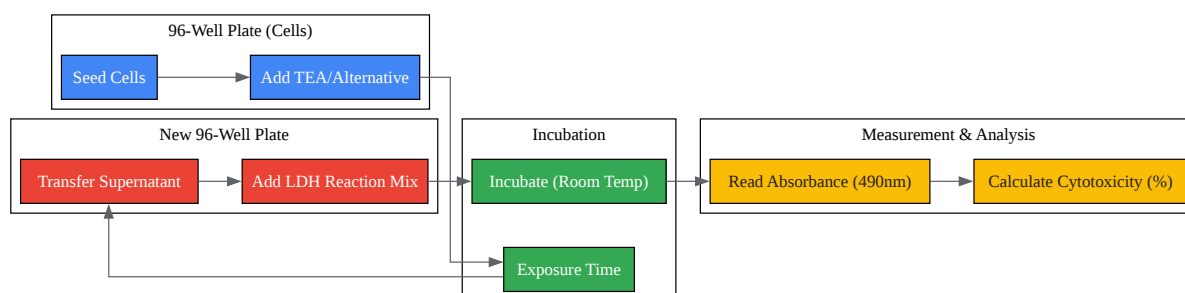 96-Well Plate (Cells)
Seed Cells
Add TEA/Alternative
New 96-Well Plate
Transfer Supernatant
Add LDH Reaction Mix
Incubation
Incubate (Room Temp)
Exposure Time
Measurement & Analysis
Read Absorbance (490nm)
Calculate Cytotoxicity (%)